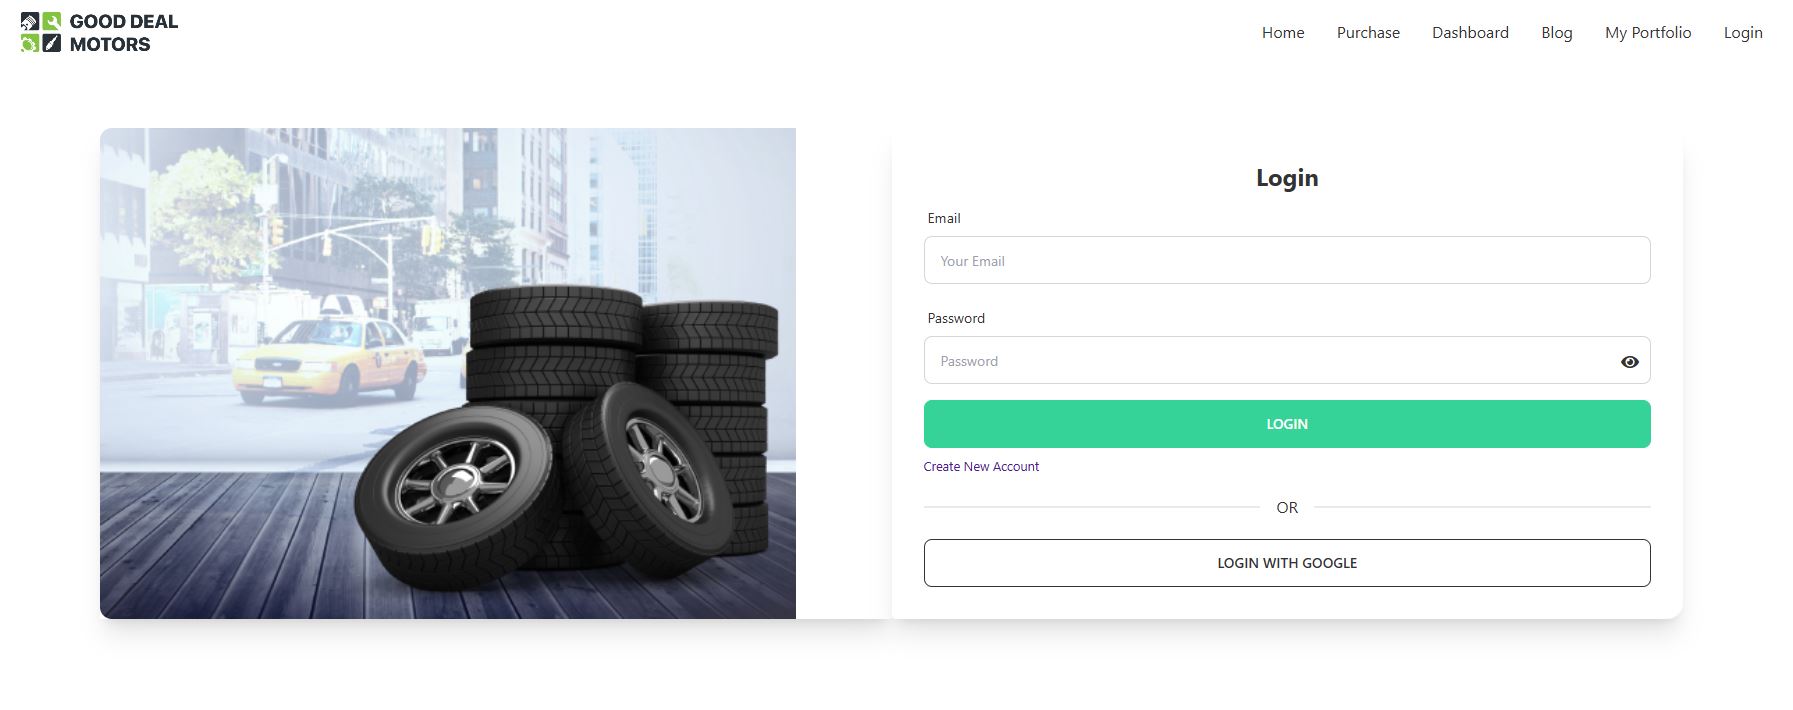 GOOD DEAL
MOTORS
Home Purchase Dashboard Blog My Portfolio Login
Login
Email
Your Email
Password
Password
LOGIN
Create New Account
OR
LOGIN WITH GOOGLE